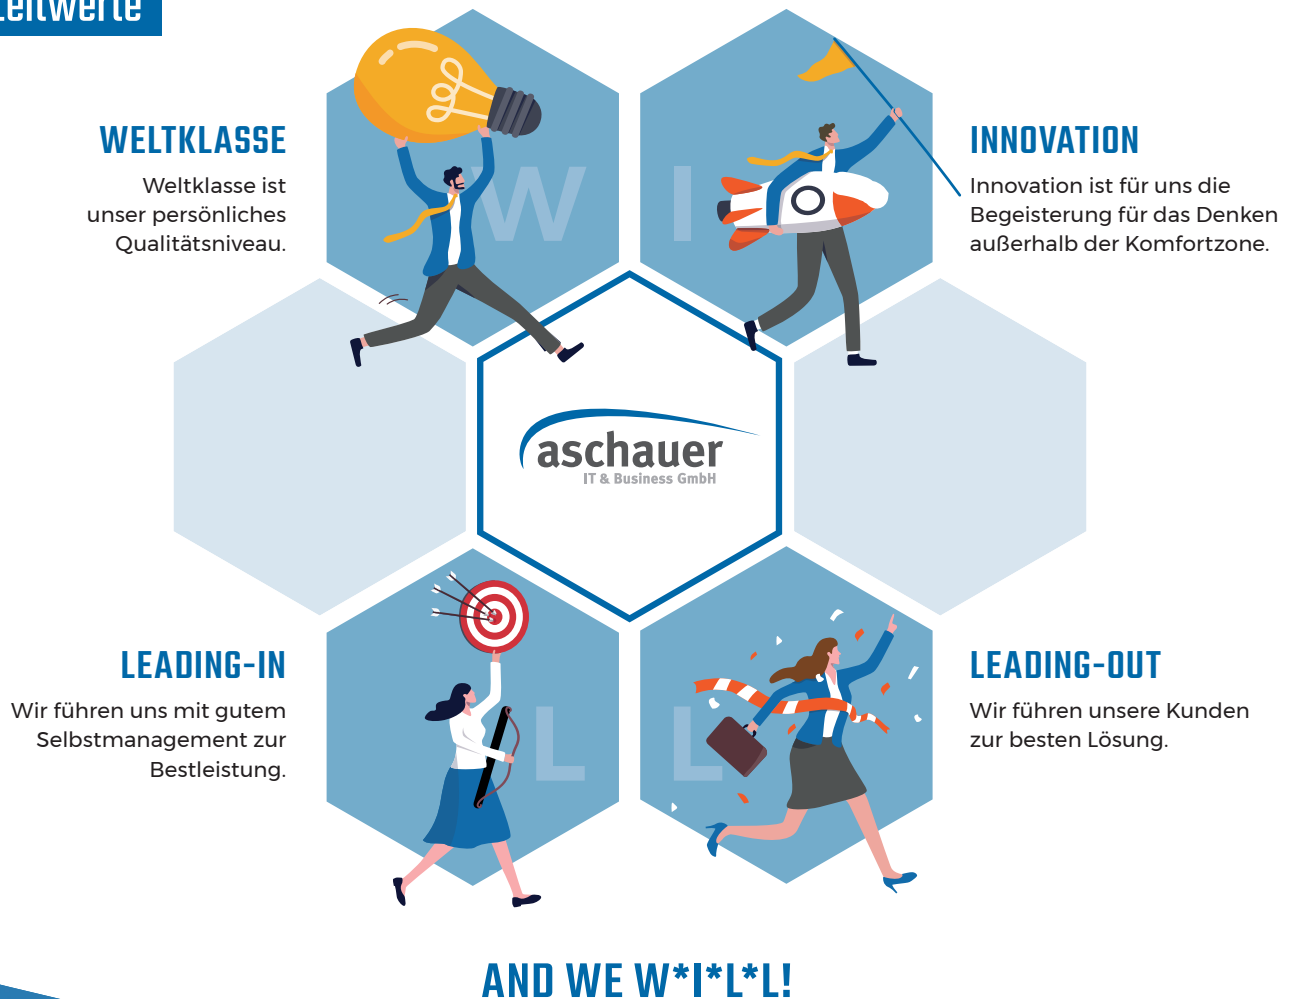 Leitwerte
WELTKLASSE
Weltklasse ist
unser persönliches
Qualitätsniveau.
W
I
INNOVATION
Innovation ist für uns die
Begeisterung für das Denken
außerhalb der Komfortzone.
aschauer
IT & Business GmbH
LEADING-IN
Wir führen uns mit gutem
Selbstmanagement zur
Bestleistung.
L
L
LEADING-OUT
Wir führen unsere Kunden
zur besten Lösung.
AND WE W*I*L*L!